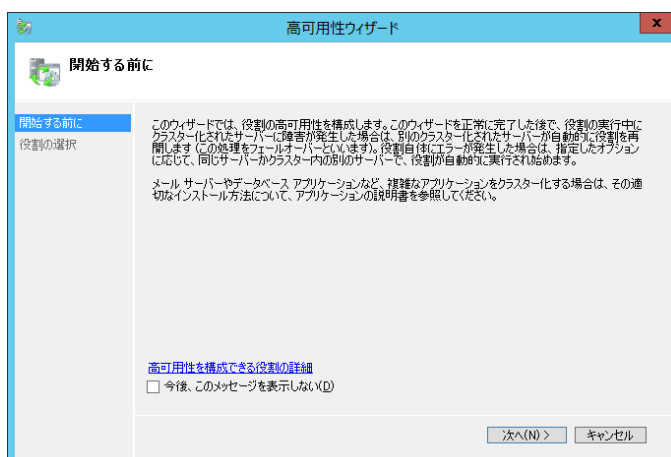 高可用性ウィザード
x
開始する前に
開始する前に
役割の選択
このウィザードでは、役割の高可用性を構成します。このウィザードを正常に完了した後で、役割の実行中に
クラスター化されたサーバーに障害が発生した場合は、別のクラスター化されたサーバーが自動的に役割を再
開します (この処理をフェールオーバーといいます)。役割自体にエラーが発生した場合は、指定したオプション
に応じて、同じサーバーかクラスター内の別のサーバーで、役割が自動的に実行され始めます。
メール サーバーやデータベース アプリケーションなど、複雑なアプリケーションをクラスター化する場合は、その適
切なインストール方法について、アプリケーションの説明書を参照してください。
高可用性を構成できる役割の詳細
今後、このメッセージを表示しない(D)
次へ(N) > キャンセル